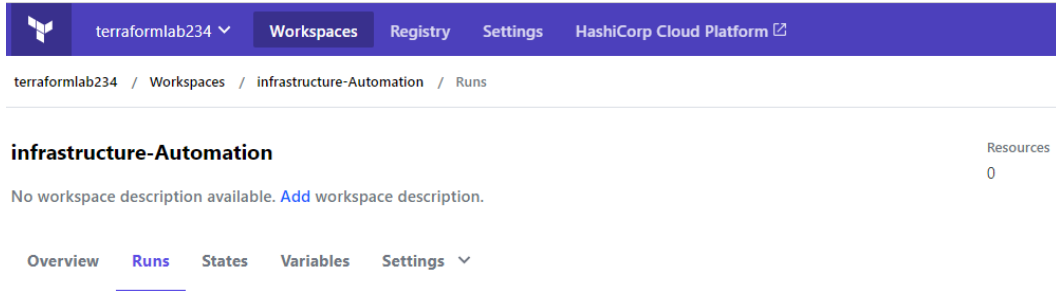 terraformlab234 Workspaces Registry Settings HashiCorp Cloud Platform
terraformlab234 / Workspaces / infrastructure-Automation / Runs
infrastructure-Automation
Resources
0
No workspace description available. Add workspace description.
Overview Runs States Variables Settings